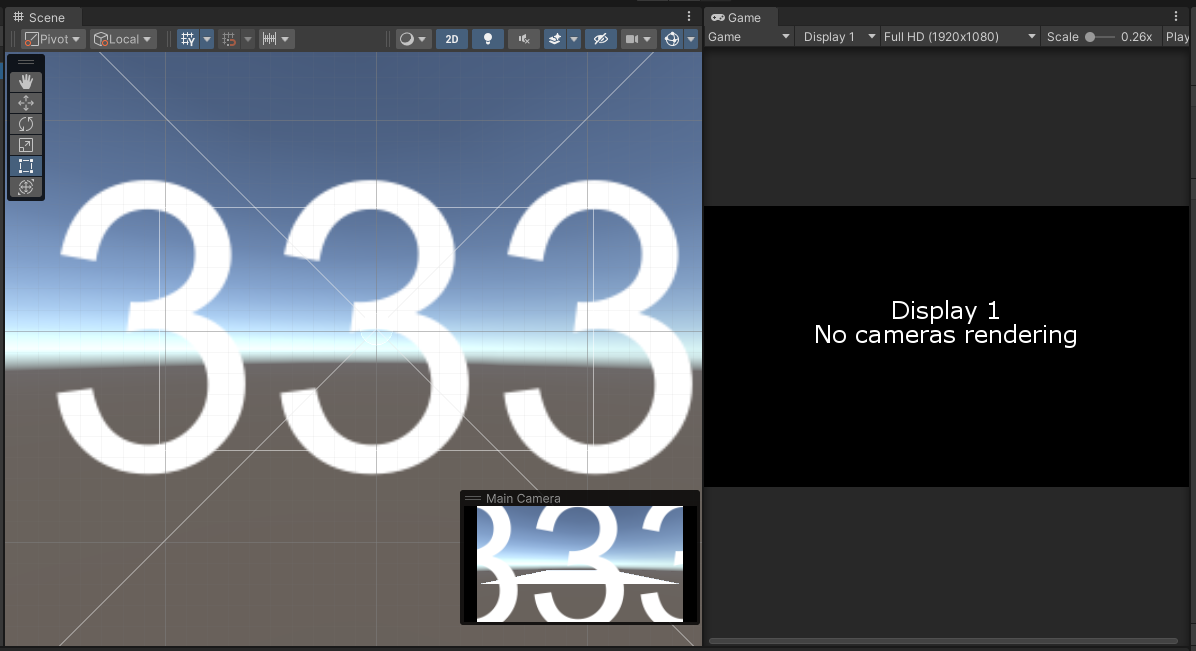 Scene
Game
Pivot
Local
2D
Game
Display 1
Full HD (1920x1080)
Scale
0.26x
Play
333
Display 1
No cameras rendering
Main Camera
33